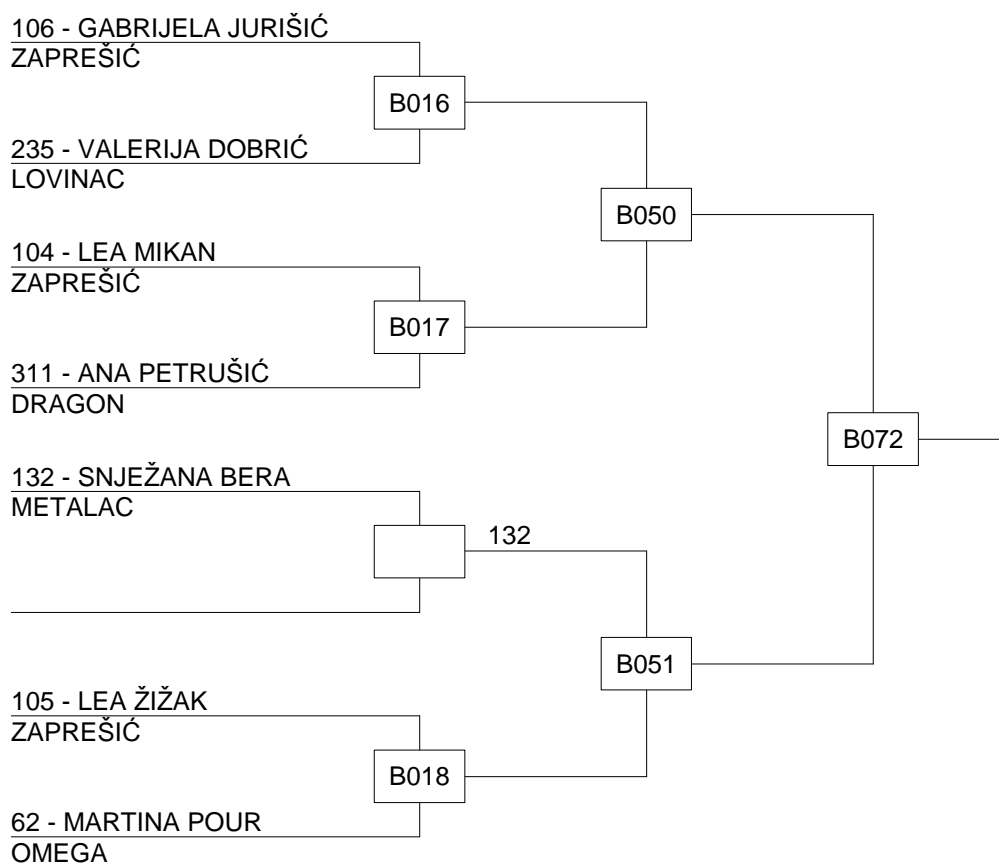 106 - GABRIJELA JURIŠIĆ
ZAPREŠIĆ
B016
235 - VALERIJA DOBRIĆ
LOVINAC
B050
104 - LEA MIKAN
ZAPREŠIĆ
B017
311 - ANA PETRUŠIĆ
DRAGON
B072
132 - SNJEŽANA BERA
METALAC
132
B051
105 - LEA ŽIŽAK
ZAPREŠIĆ
B018
62 - MARTINA POUR
OMEGA